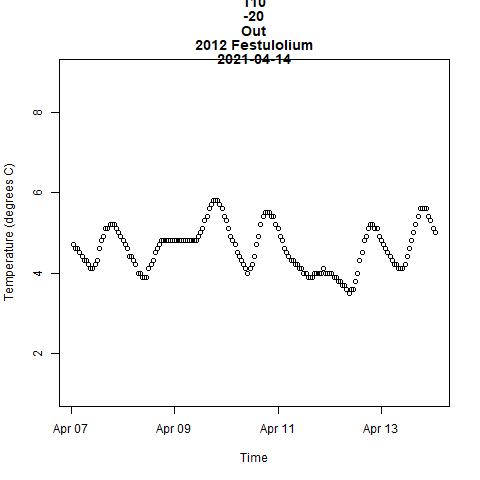 110
-20
Out
2012 Festulolium
2021-04-14
8
6
4
2
Temperature (degrees C)
Apr 07
Apr 09
Apr 11
Apr 13
Time